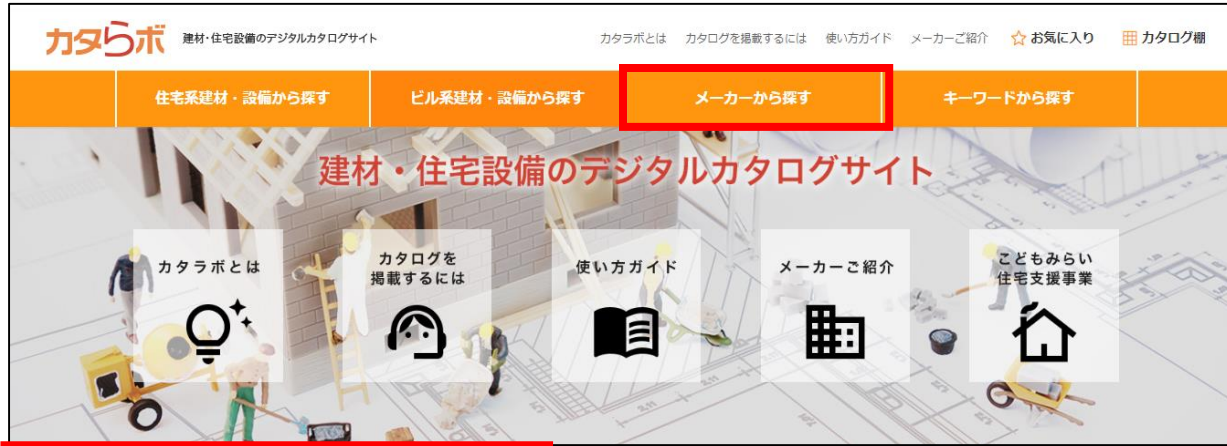 カタらボ 建材・住宅設備のデジタルカタログサイト
カタラボとは カタログを掲載するには 使い方ガイド メーカーご紹介 お気に入り カタログ棚
住宅系建材・設備から探す ビル系建材・設備から探す メーカーから探す キーワードから探す
建材・住宅設備のデジタルカタログサイト
カタラボとは
カタログを
掲載するには
使い方ガイド
メーカーご紹介
こどもみらい
住宅支援事業